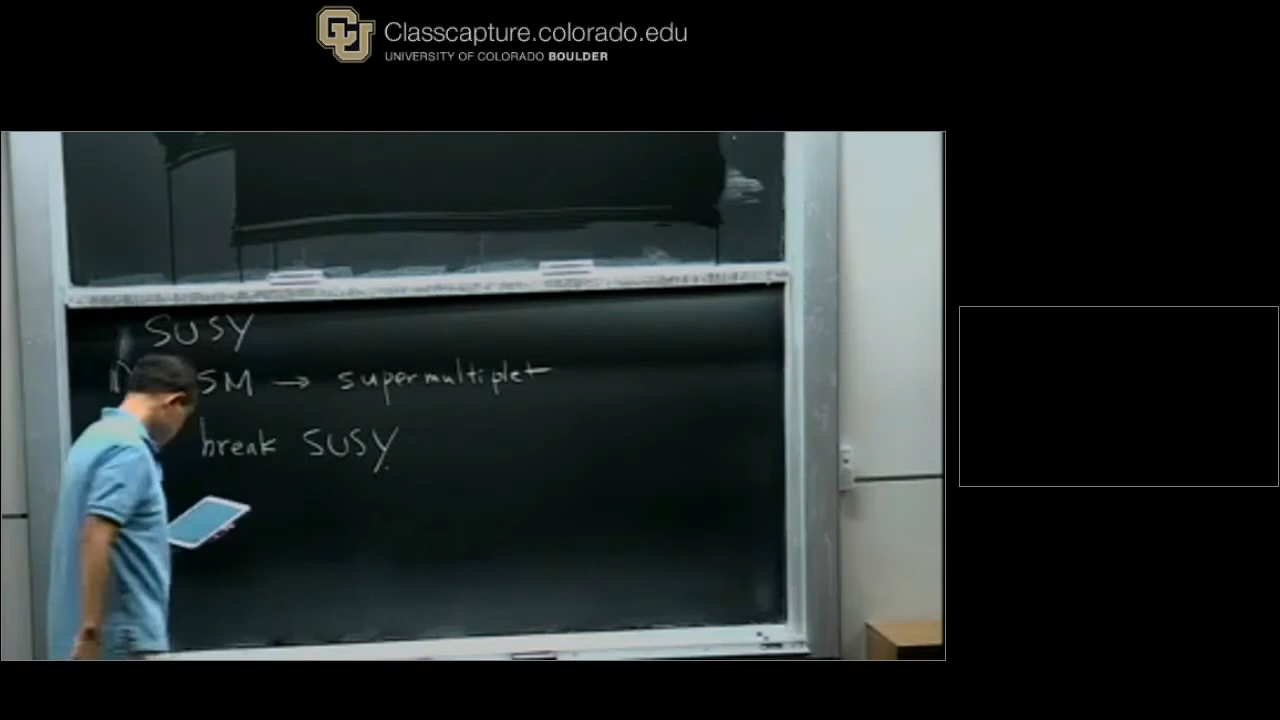 Classcapture.colorado.edu
UNIVERSITY OF COLORADO BOULDER
SUSY
SM → supermultiplet
break SUSY